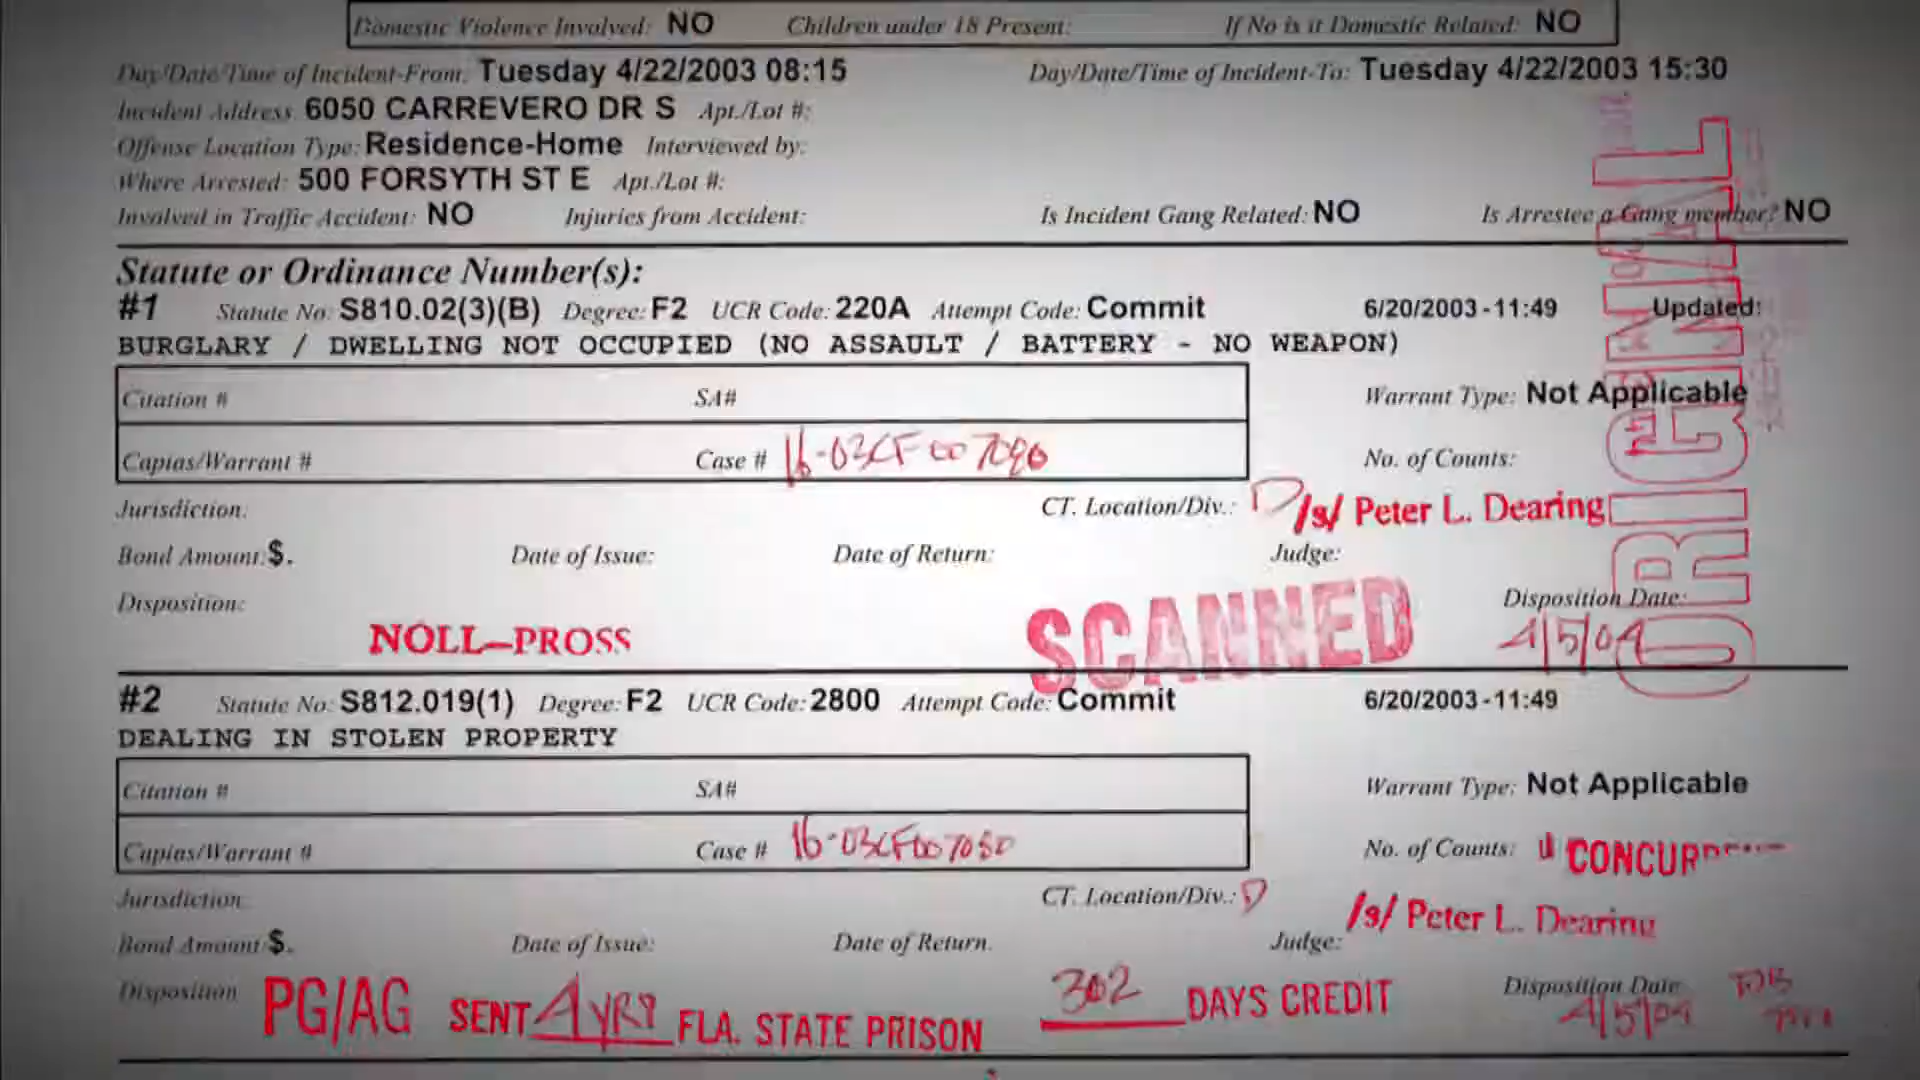 Domestic Violence Involved: NO Children under 18 Present: If No is it Domestic Related: NO
Day/Date/Time of Incident-From: Tuesday 4/22/2003 08:15 Day/Date/Time of Incident-To: Tuesday 4/22/2003 15:30
Incident Address: 6050 CARREVERO DR S Apt./Lot #:
Offense Location Type: Residence-Home Interviewed by:
Where Arrested: 500 FORSYTH ST E Apt./Lot #:
Involved in Traffic Accident: NO Injuries from Accident: Is Incident Gang Related: NO Is Arrestee a Gang member? NO
ORIGINAL
Statute or Ordinance Number(s):
#1 Statute No: S810.02(3)(B) Degree: F2 UCR Code: 220A Attempt Code: Commit 6/20/2003-11:49 Updated:
BURGLARY / DWELLING NOT OCCUPIED (NO ASSAULT / BATTERY - NO WEAPON)
Citation # SA# Warrant Type: Not Applicable
Capias/Warrant # Case # No. of Counts:
Jurisdiction: CT. Location/Div.: D /s/ Peter L. Dearing
Bond Amount: $. Date of Issue: Date of Return: Judge:
Disposition: NOLL-PROSS SCANNED Disposition Date: 4/5/04
#2 Statute No: S812.019(1) Degree: F2 UCR Code: 2800 Attempt Code: Commit 6/20/2003-11:49
DEALING IN STOLEN PROPERTY
Citation # SA# Warrant Type: Not Applicable
Capias/Warrant # Case # No. of Counts:
Jurisdiction: CT. Location/Div.: D /s/ Peter L. Dearing
Bond Amount: $. Date of Issue: Date of Return: Judge:
Disposition PG/AG SENT 4 yrs FLA. STATE PRISON 302 DAYS CREDIT Disposition Date 4/5/04